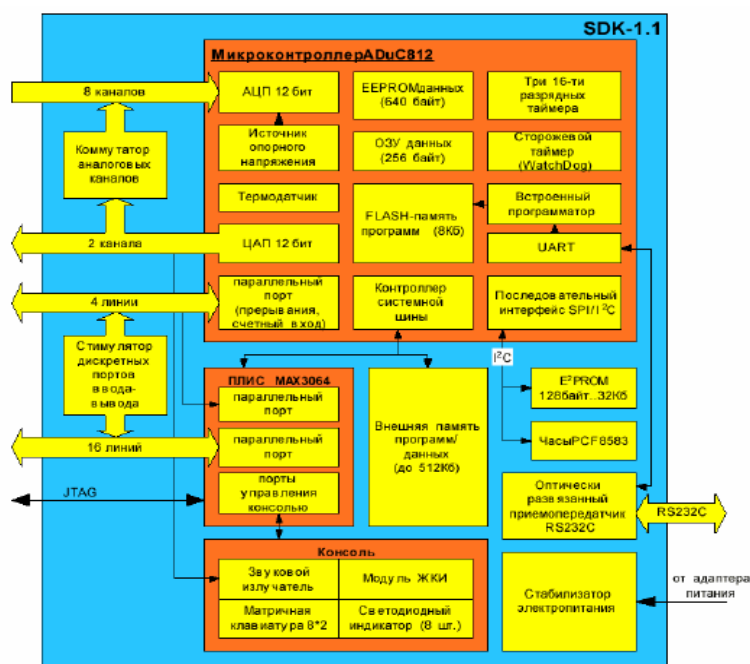 SDK-1.1
МикроконтроллерADuC812
8 каналов
АЦП 12 бит
EEPROMданных
(640 байт)
Три 16-ти
разрядных
таймера
Коммутатор
аналоговых
каналов
Источник
опорного
напряжения
ОЗУ данных
(256 байт)
Сторожевой
таймер
(WatchDog)
Термодатчик
FLASH-память
программ (8Кб)
Встроенный
программатор
2 канала
ЦАП 12 бит
UART
4 линии
параллельный
порт
(прерывания,
счетный вход)
Контроллер
системной
шины
Последовательный
интерфейс SPI/I²C
Стимулятор
дискретных
портов
ввода-
вывода
I²C
ПЛИС MAX3064
параллельный
порт
Внешняя память
программ/
данных
(до 512Кб)
E²PROM
128байт..32Кб
16 линий
параллельный
порт
ЧасыPCF8583
JTAG
порты
управления
консолью
Оптически
развязанный
приемопередатчик
RS232C
RS232C
Консоль
Звуковой
излучатель
Модуль ЖКИ
Матричная
клавиатура 8*2
Светодиодный
индикатор (8 шт.)
Стабилизатор
электропитания
от адаптера
питания